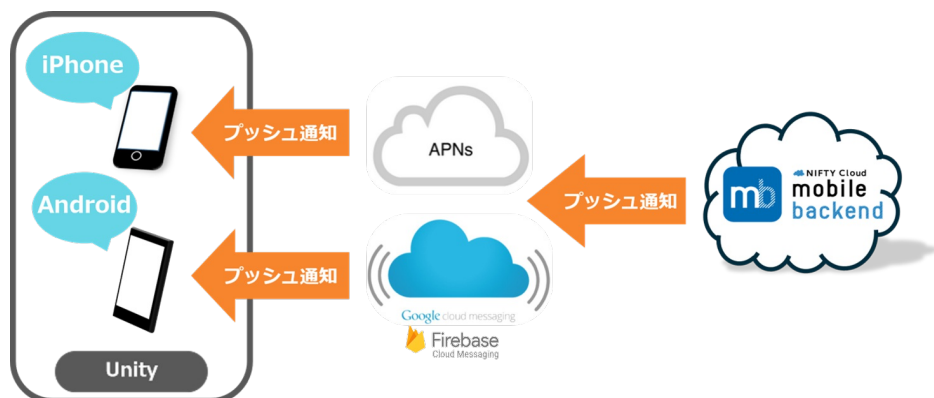 iPhone
プッシュ通知
APNs
プッシュ通知
mb
NIFTY Cloud
mobile
backend
Android
プッシュ通知
Google cloud messaging
Firebase
Cloud Messaging
Unity